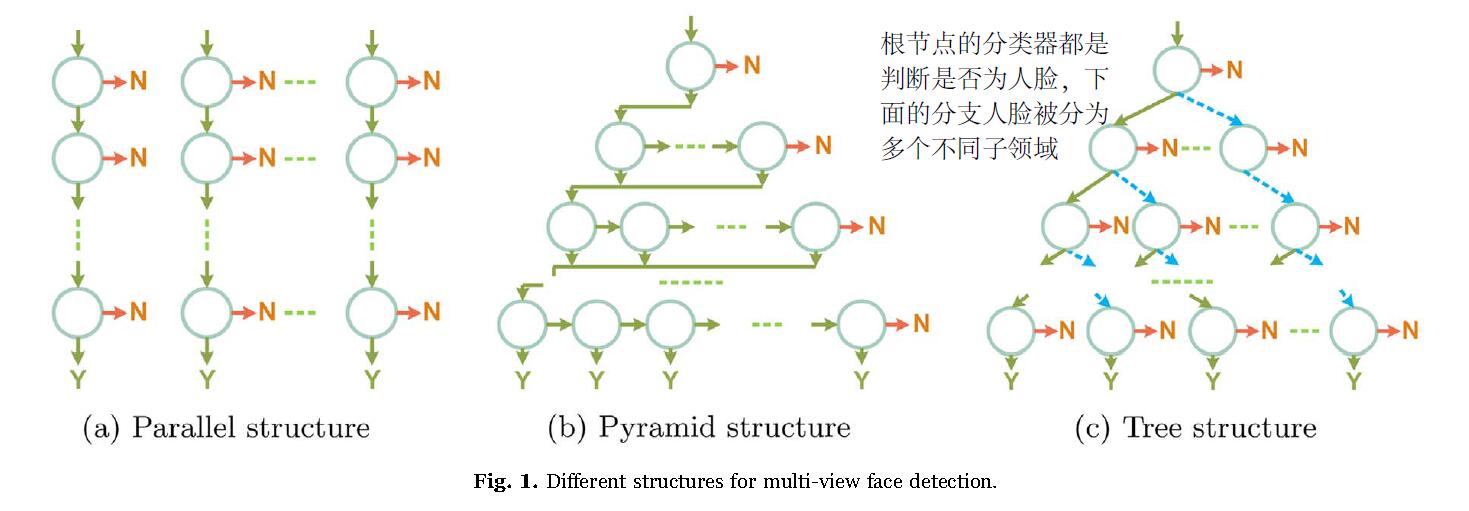 N N N
N N N
N N N
Y Y Y
(a) Parallel structure
N
N
N
N
Y Y Y Y
(b) Pyramid structure
根节点的分类器都是
判断是否为人脸，下
面的分支人脸被分为
多个不同子领域
N
N N
N N N
N N N N
Y Y Y Y
(c) Tree structure
Fig. 1. Different structures for multi-view face detection.